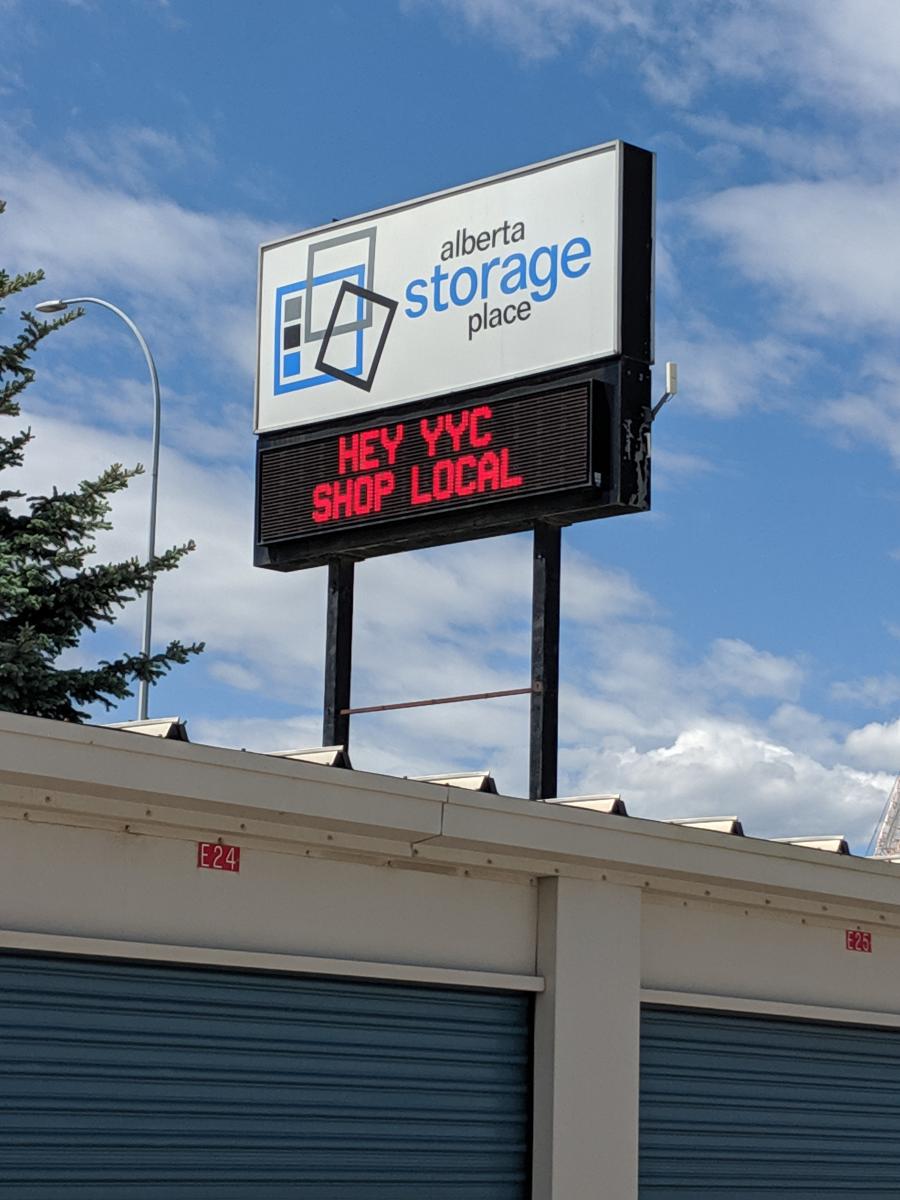 alberta
storage
place
HEY YYC
SHOP LOCAL
E24
E25